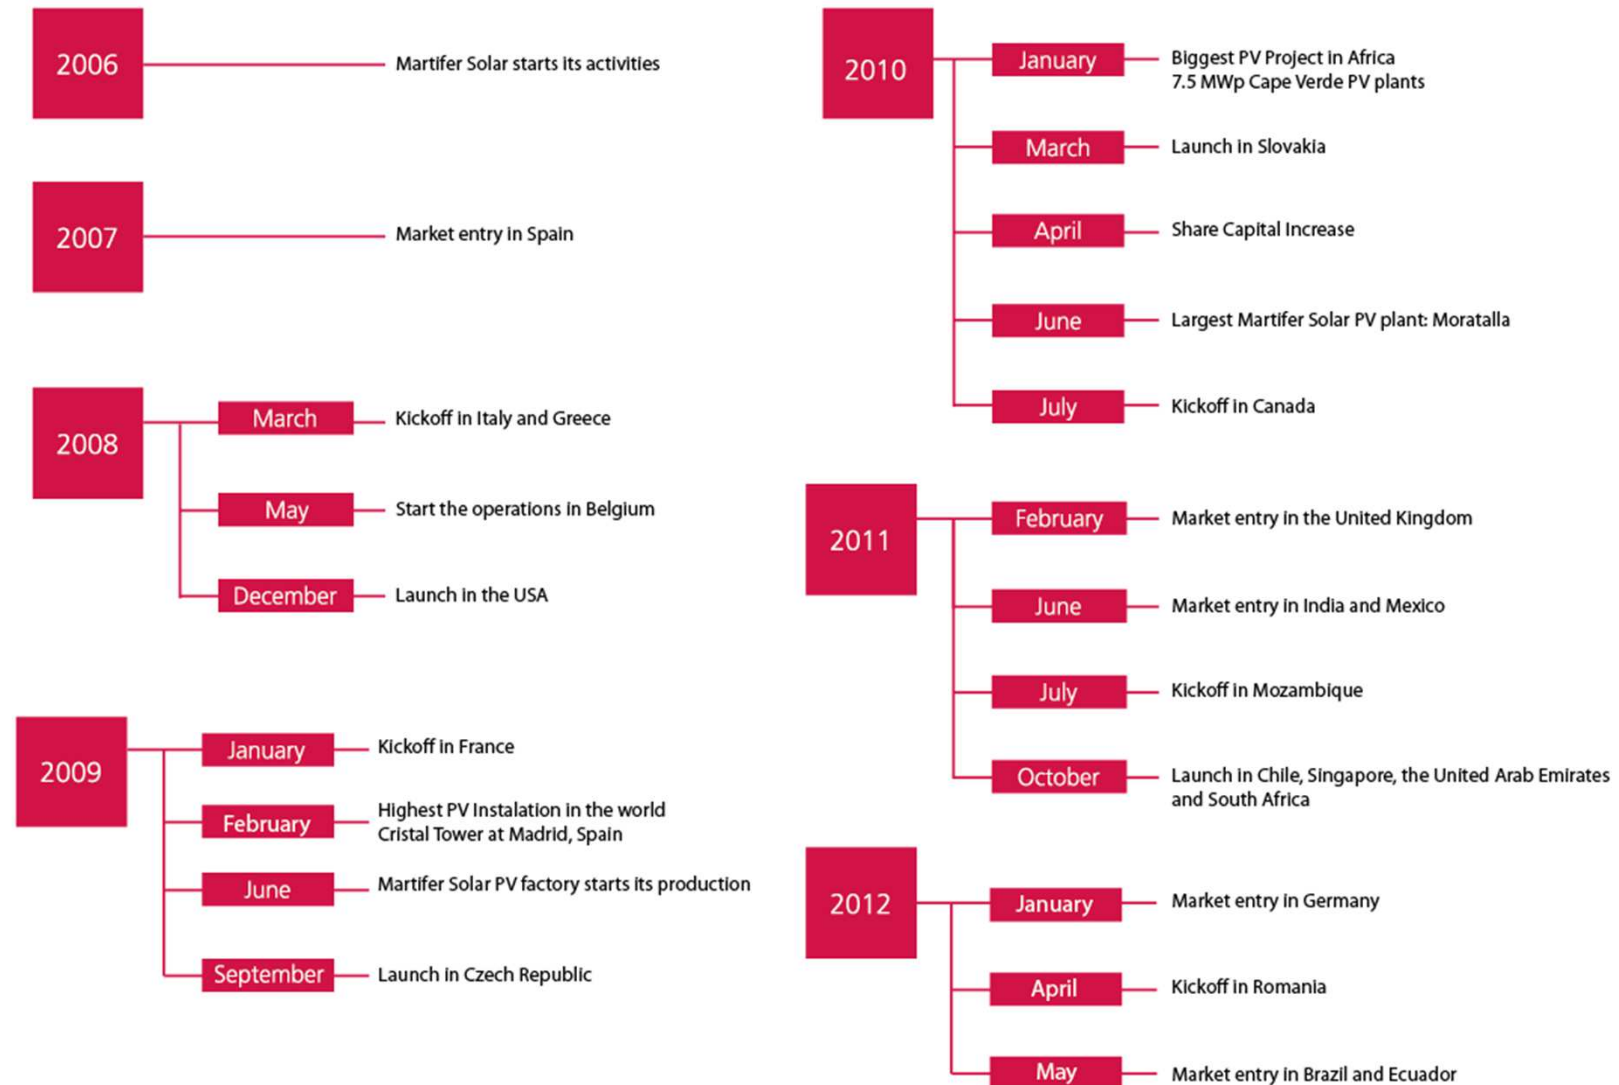 2006
Martifer Solar starts its activities
2007
Market entry in Spain
2008
March
Kickoff in Italy and Greece
May
Start the operations in Belgium
December
Launch in the USA
2009
January
Kickoff in France
February
Highest PV Instalation in the world
Cristal Tower at Madrid, Spain
June
Martifer Solar PV factory starts its production
September
Launch in Czech Republic
2010
January
Biggest PV Project in Africa
7.5 MWp Cape Verde PV plants
March
Launch in Slovakia
April
Share Capital Increase
June
Largest Martifer Solar PV plant: Moratalla
July
Kickoff in Canada
2011
February
Market entry in the United Kingdom
June
Market entry in India and Mexico
July
Kickoff in Mozambique
October
Launch in Chile, Singapore, the United Arab Emirates
and South Africa
2012
January
Market entry in Germany
April
Kickoff in Romania
May
Market entry in Brazil and Ecuador